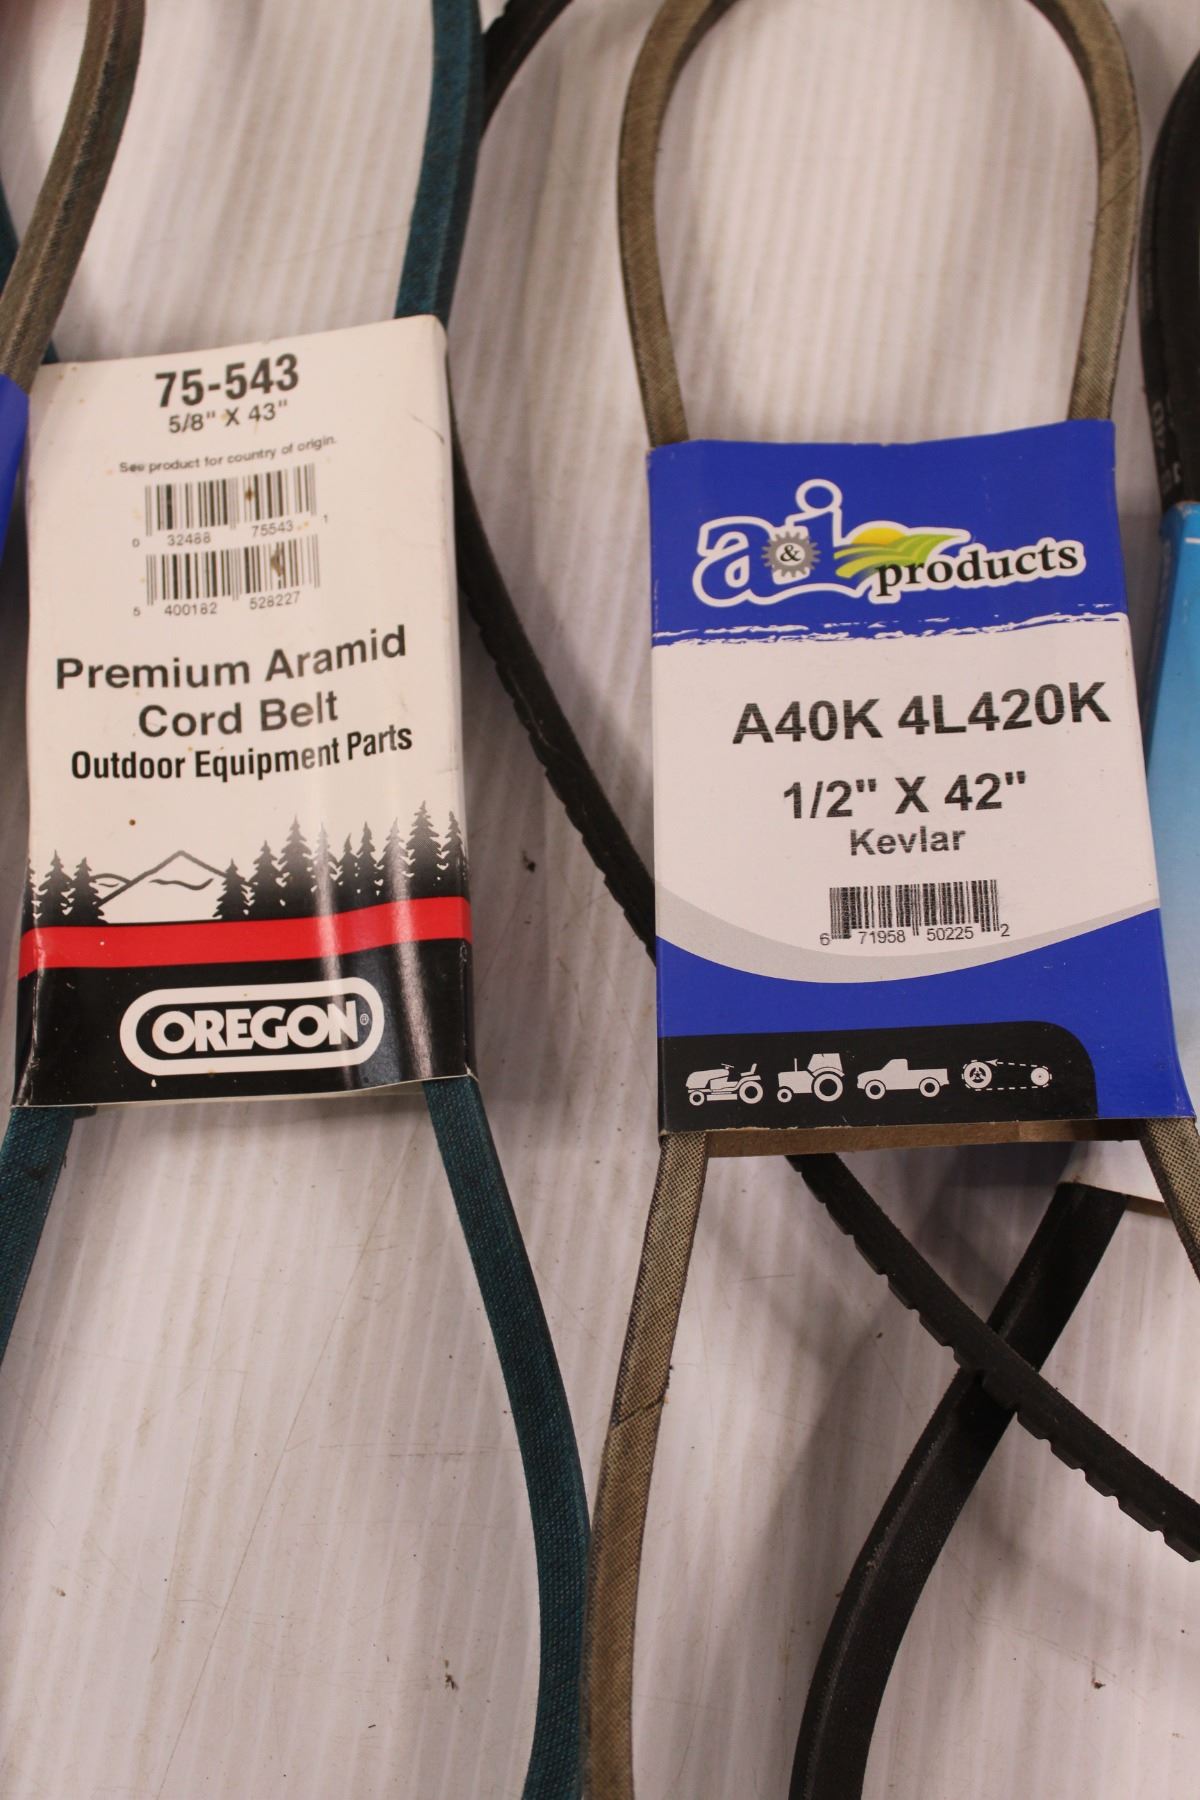 75-543
5/8" X 43"
See product for country of origin.
0 32488 75543 1
5 400182 528227
Premium Aramid
Cord Belt
Outdoor Equipment Parts
OREGON®
a&i products
A40K 4L420K
1/2" X 42"
Kevlar
6 71958 50225 2